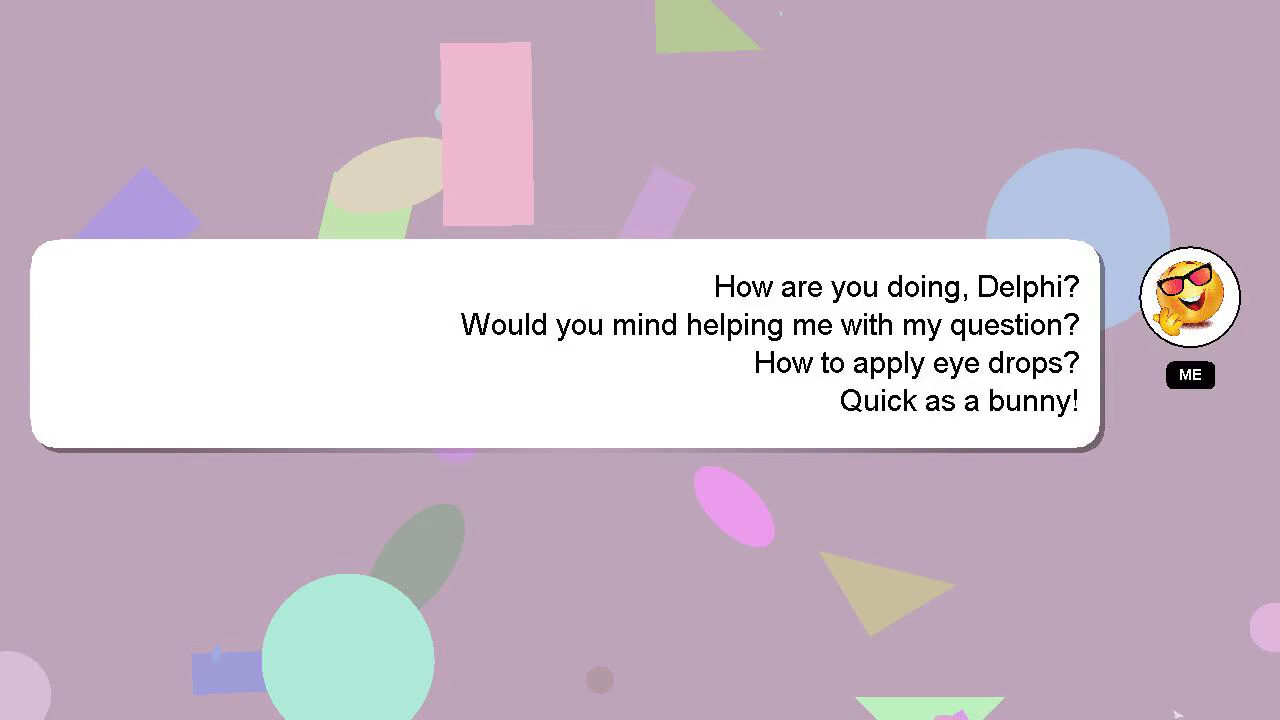 How are you doing, Delphi?
Would you mind helping me with my question?
How to apply eye drops?
Quick as a bunny!
ME